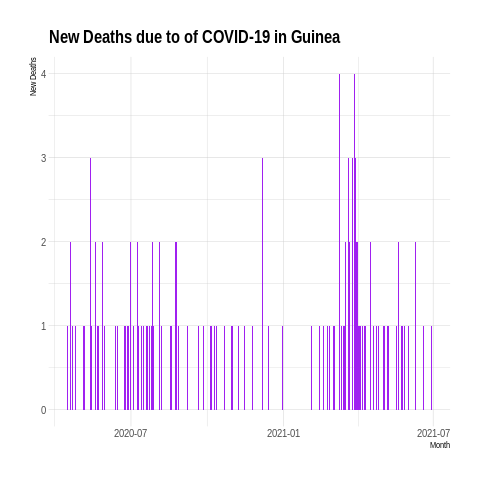 New Deaths due to of COVID-19 in Guinea
New Deaths
4
3
2
1
0
2020-07
2021-01
2021-07
Month